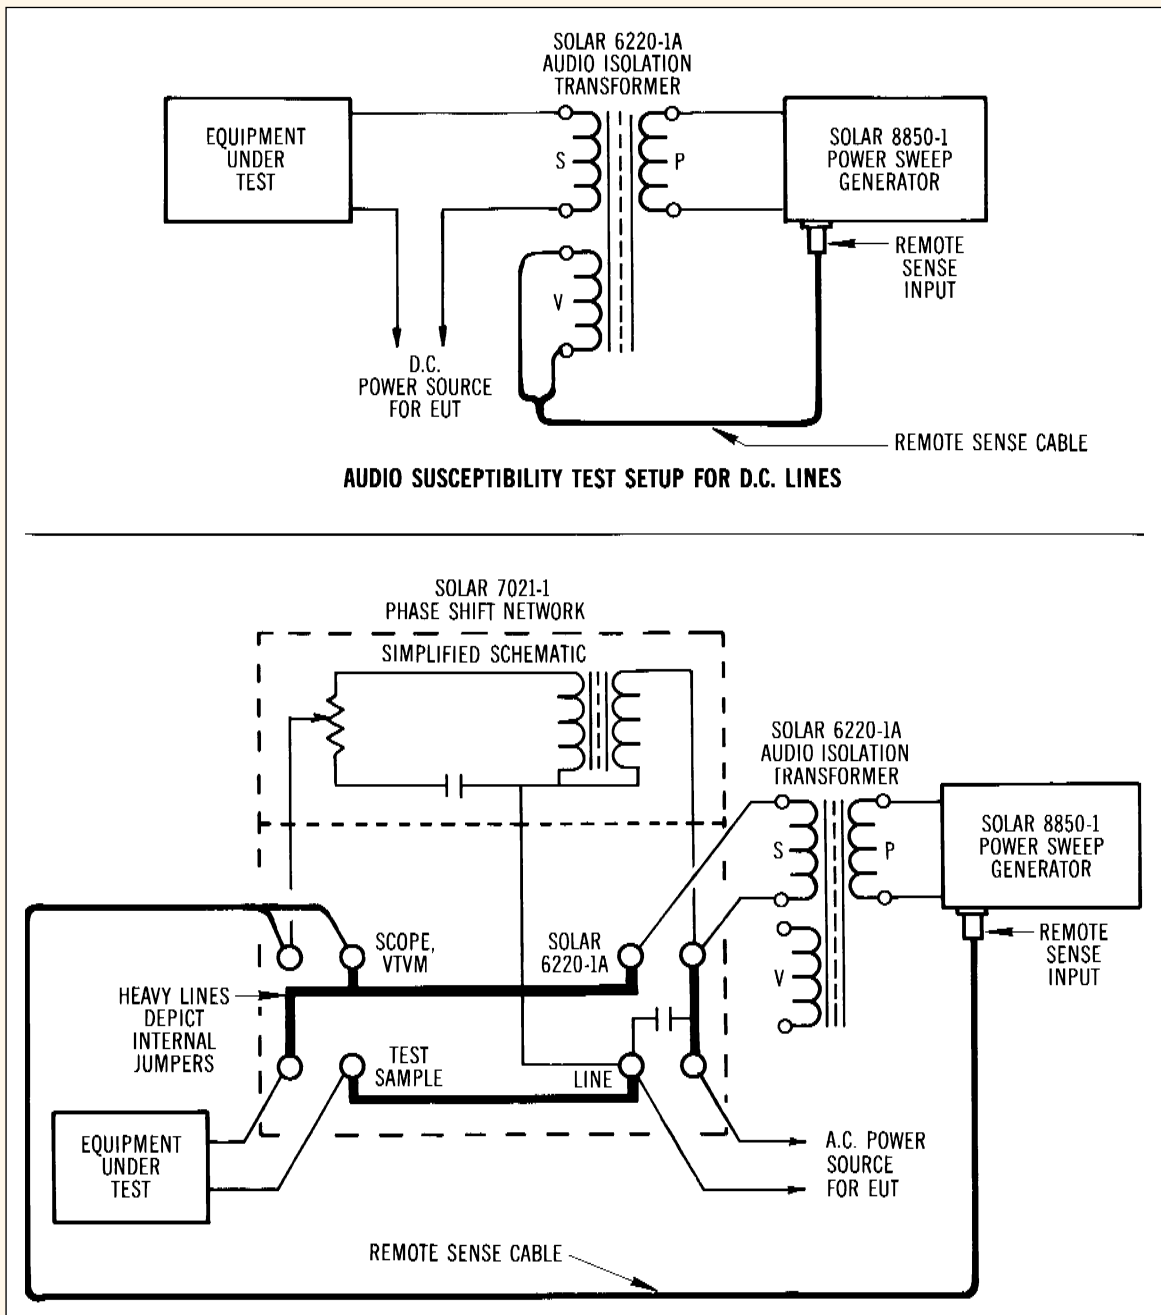 SOLAR 6220-1A
AUDIO ISOLATION
TRANSFORMER
EQUIPMENT
UNDER
TEST
S
P
SOLAR 8850-1
POWER SWEEP
GENERATOR
REMOTE
SENSE
INPUT
V
D.C.
POWER SOURCE
FOR EUT
REMOTE SENSE CABLE
AUDIO SUSCEPTIBILITY TEST SETUP FOR D.C. LINES
SOLAR 7021-1
PHASE SHIFT NETWORK
SIMPLIFIED SCHEMATIC
SOLAR 6220-1A
AUDIO ISOLATION
TRANSFORMER
S
P
SOLAR 8850-1
POWER SWEEP
GENERATOR
SCOPE,
VTVM
SOLAR
6220-1A
V
REMOTE
SENSE
INPUT
HEAVY LINES
DEPICT
INTERNAL
JUMPERS
TEST
SAMPLE
LINE
EQUIPMENT
UNDER
TEST
A.C. POWER
SOURCE
FOR EUT
REMOTE SENSE CABLE